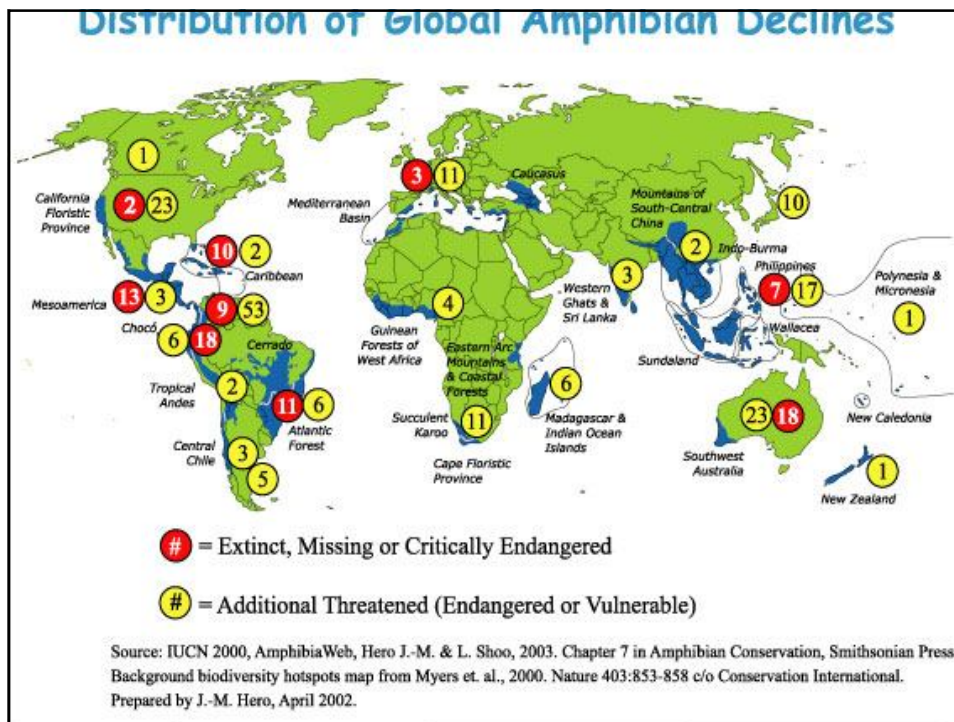 Distribution of Global Amphibian Declines
1
3
11
Caucasus
California
Floristic
Province
2
23
Mediterranean
Basin
Mountains of
South-Central
China
10
10
2
Caribbean
3
2
Indo-Burma
Philippines
Polynesia &
Micronesia
13
3
Mesoamerica
9
53
4
Western
Ghats &
Sri Lanka
7
17
1
Chocó
6
18
Cerrado
Guinean
Forests of
West Africa
Eastern Arc
Mountains
& Coastal
Forests
Wallacea
Sundaland
Tropical
Andes
2
11
6
Atlantic
Forest
6
Madagascar &
Indian Ocean
Islands
Succulent
Karoo
11
23
18
New Caledonia
Central
Chile
3
5
Cape Floristic
Province
Southwest
Australia
1
New Zealand
# = Extinct, Missing or Critically Endangered
# = Additional Threatened (Endangered or Vulnerable)
Source: IUCN 2000, AmphibiaWeb, Hero J.-M. & L. Shoo, 2003. Chapter 7 in Amphibian Conservation, Smithsonian Press
Background biodiversity hotspots map from Myers et. al., 2000. Nature 403:853-858 c/o Conservation International.
Prepared by J.-M. Hero, April 2002.